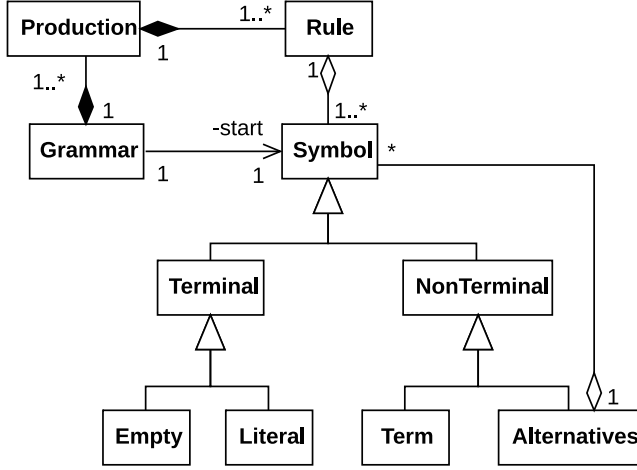 Production
1
1..*
Rule
1..*
1
1
1..*
Grammar
1
-start
1
Symbol
*
Terminal
NonTerminal
1
Empty
Literal
Term
Alternatives